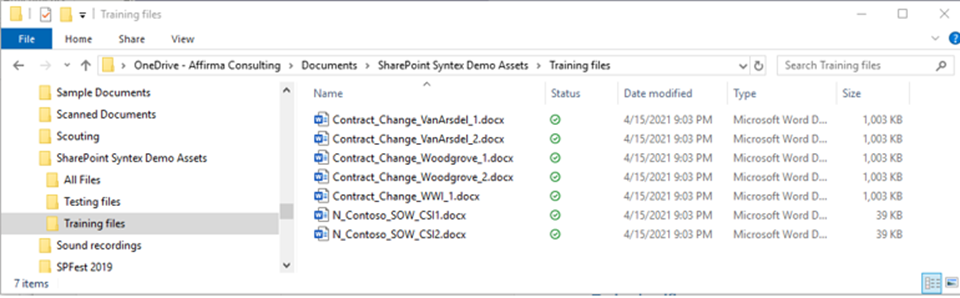 Training files
File Home Share View
OneDrive - Affirma Consulting Documents SharePoint Syntex Demo Assets Training files Search Training files
Sample Documents
Scanned Documents
Scouting
SharePoint Syntex Demo Assets
All Files
Testing files
Training files
Sound recordings
SPFest 2019
Name Status Date modified Type Size
Contract_Change_VanArsdel_1.docx 4/15/2021 9:03 PM Microsoft Word D... 1,003 KB
Contract_Change_VanArsdel_2.docx 4/15/2021 9:03 PM Microsoft Word D... 1,003 KB
Contract_Change_Woodgrove_1.docx 4/15/2021 9:03 PM Microsoft Word D... 1,003 KB
Contract_Change_Woodgrove_2.docx 4/15/2021 9:03 PM Microsoft Word D... 1,003 KB
Contract_Change_WWI_1.docx 4/15/2021 9:03 PM Microsoft Word D... 1,003 KB
N_Contoso_SOW_CSI1.docx 4/15/2021 9:03 PM Microsoft Word D... 39 KB
N_Contoso_SOW_CSI2.docx 4/15/2021 9:03 PM Microsoft Word D... 39 KB
7 items